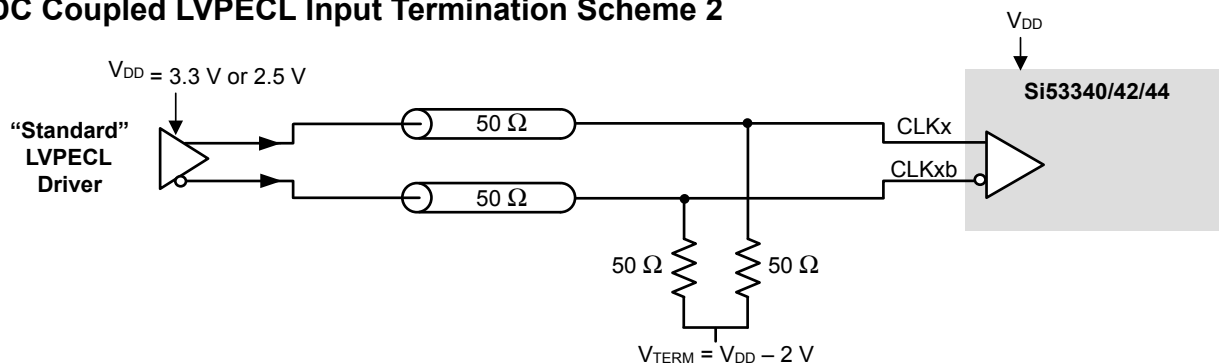 DC Coupled LVPECL Input Termination Scheme 2
VDD
VDD = 3.3 V or 2.5 V
Si53340/42/44
"Standard"
LVPECL
Driver
50 Ω
CLKx
CLKxb
50 Ω
50 Ω
50 Ω
VTERM = VDD – 2 V